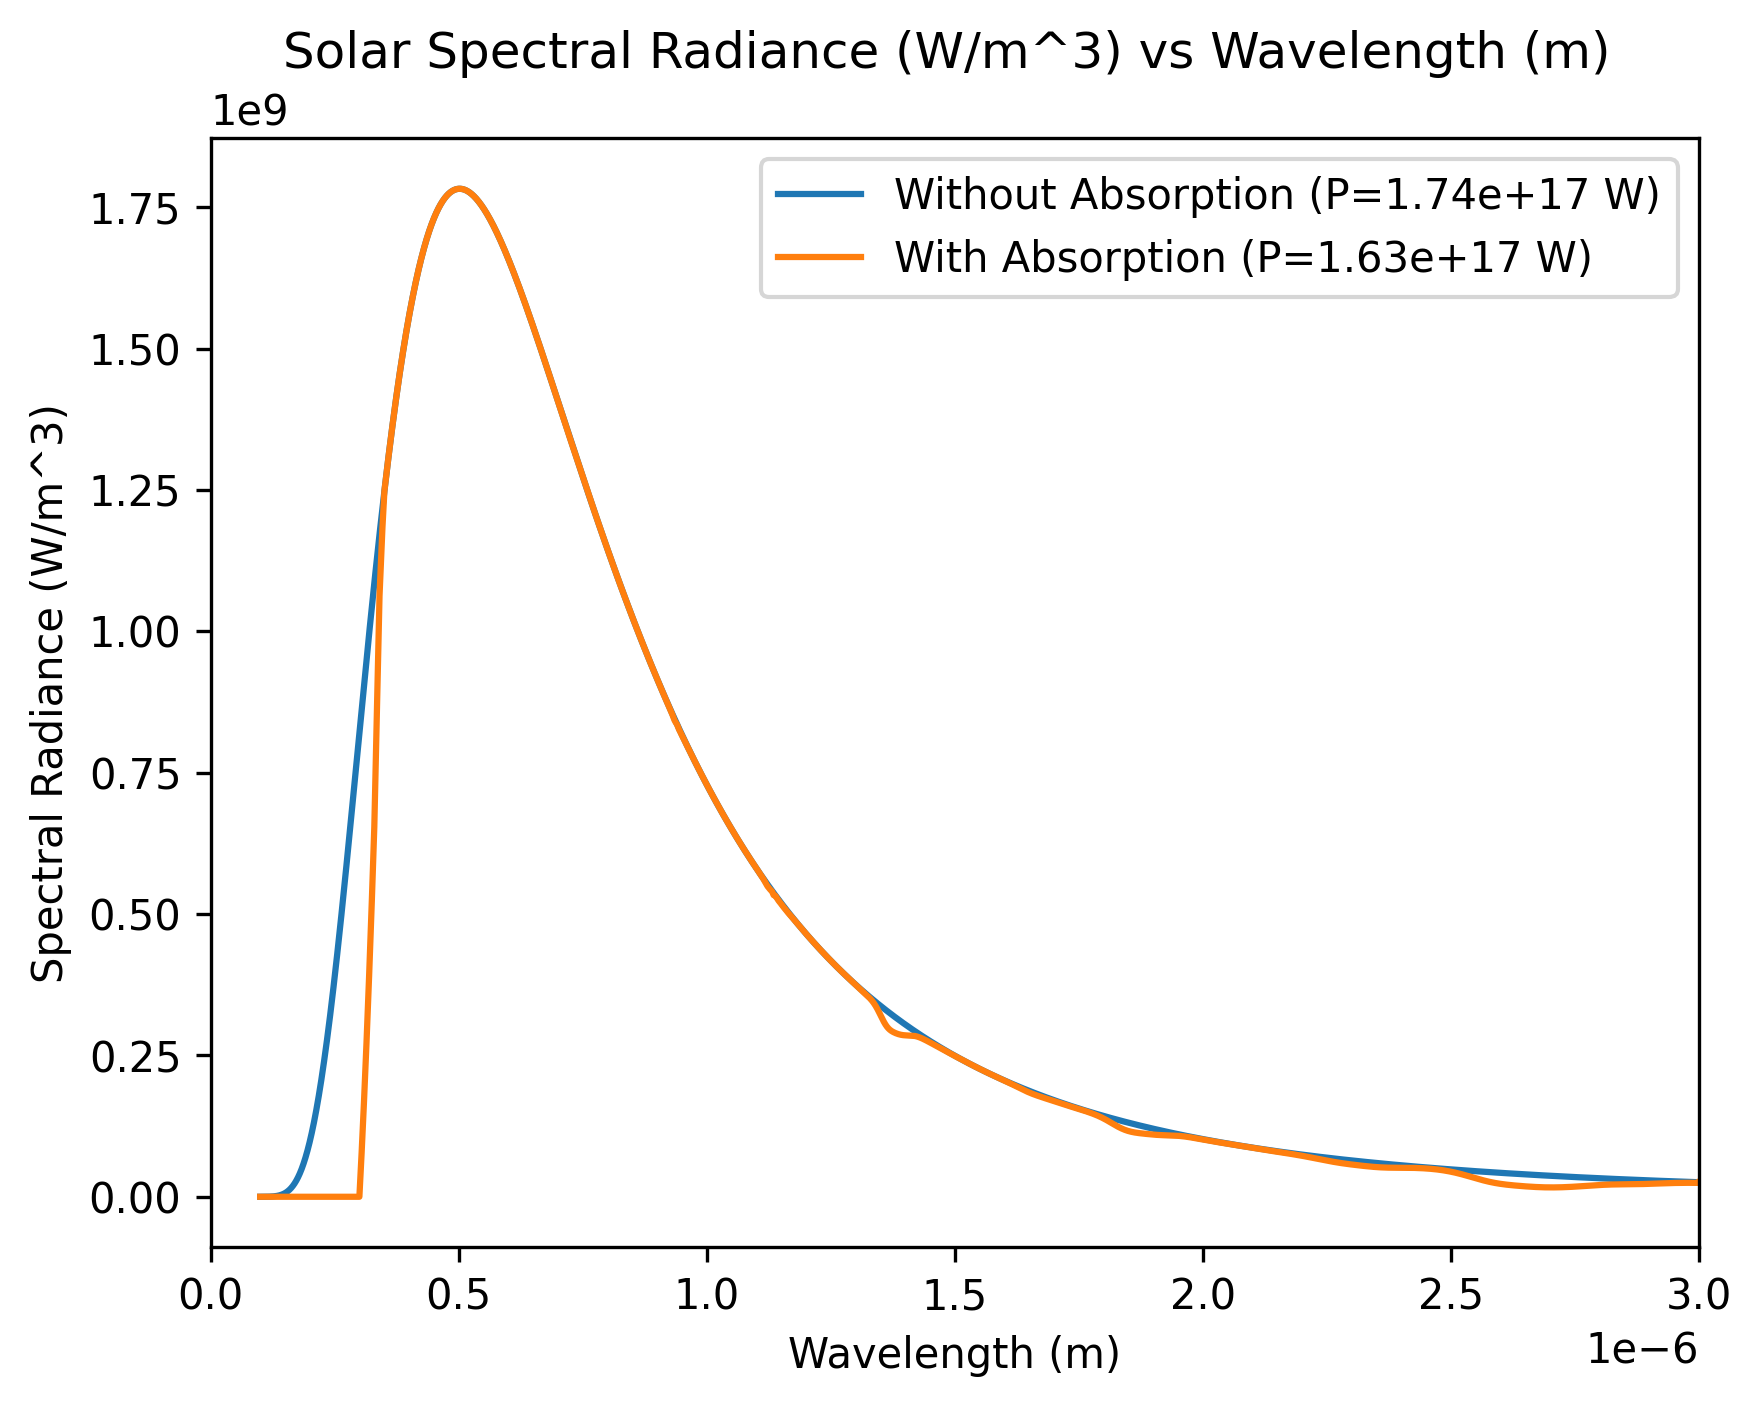 Solar Spectral Radiance (W/m^3) vs Wavelength (m)
1e9
Without Absorption (P=1.74e+17 W)
With Absorption (P=1.63e+17 W)
1.75
1.50
1.25
1.00
0.75
0.50
0.25
0.00
Spectral Radiance (W/m^3)
0.0 0.5 1.0 1.5 2.0 2.5 3.0
Wavelength (m)
1e−6